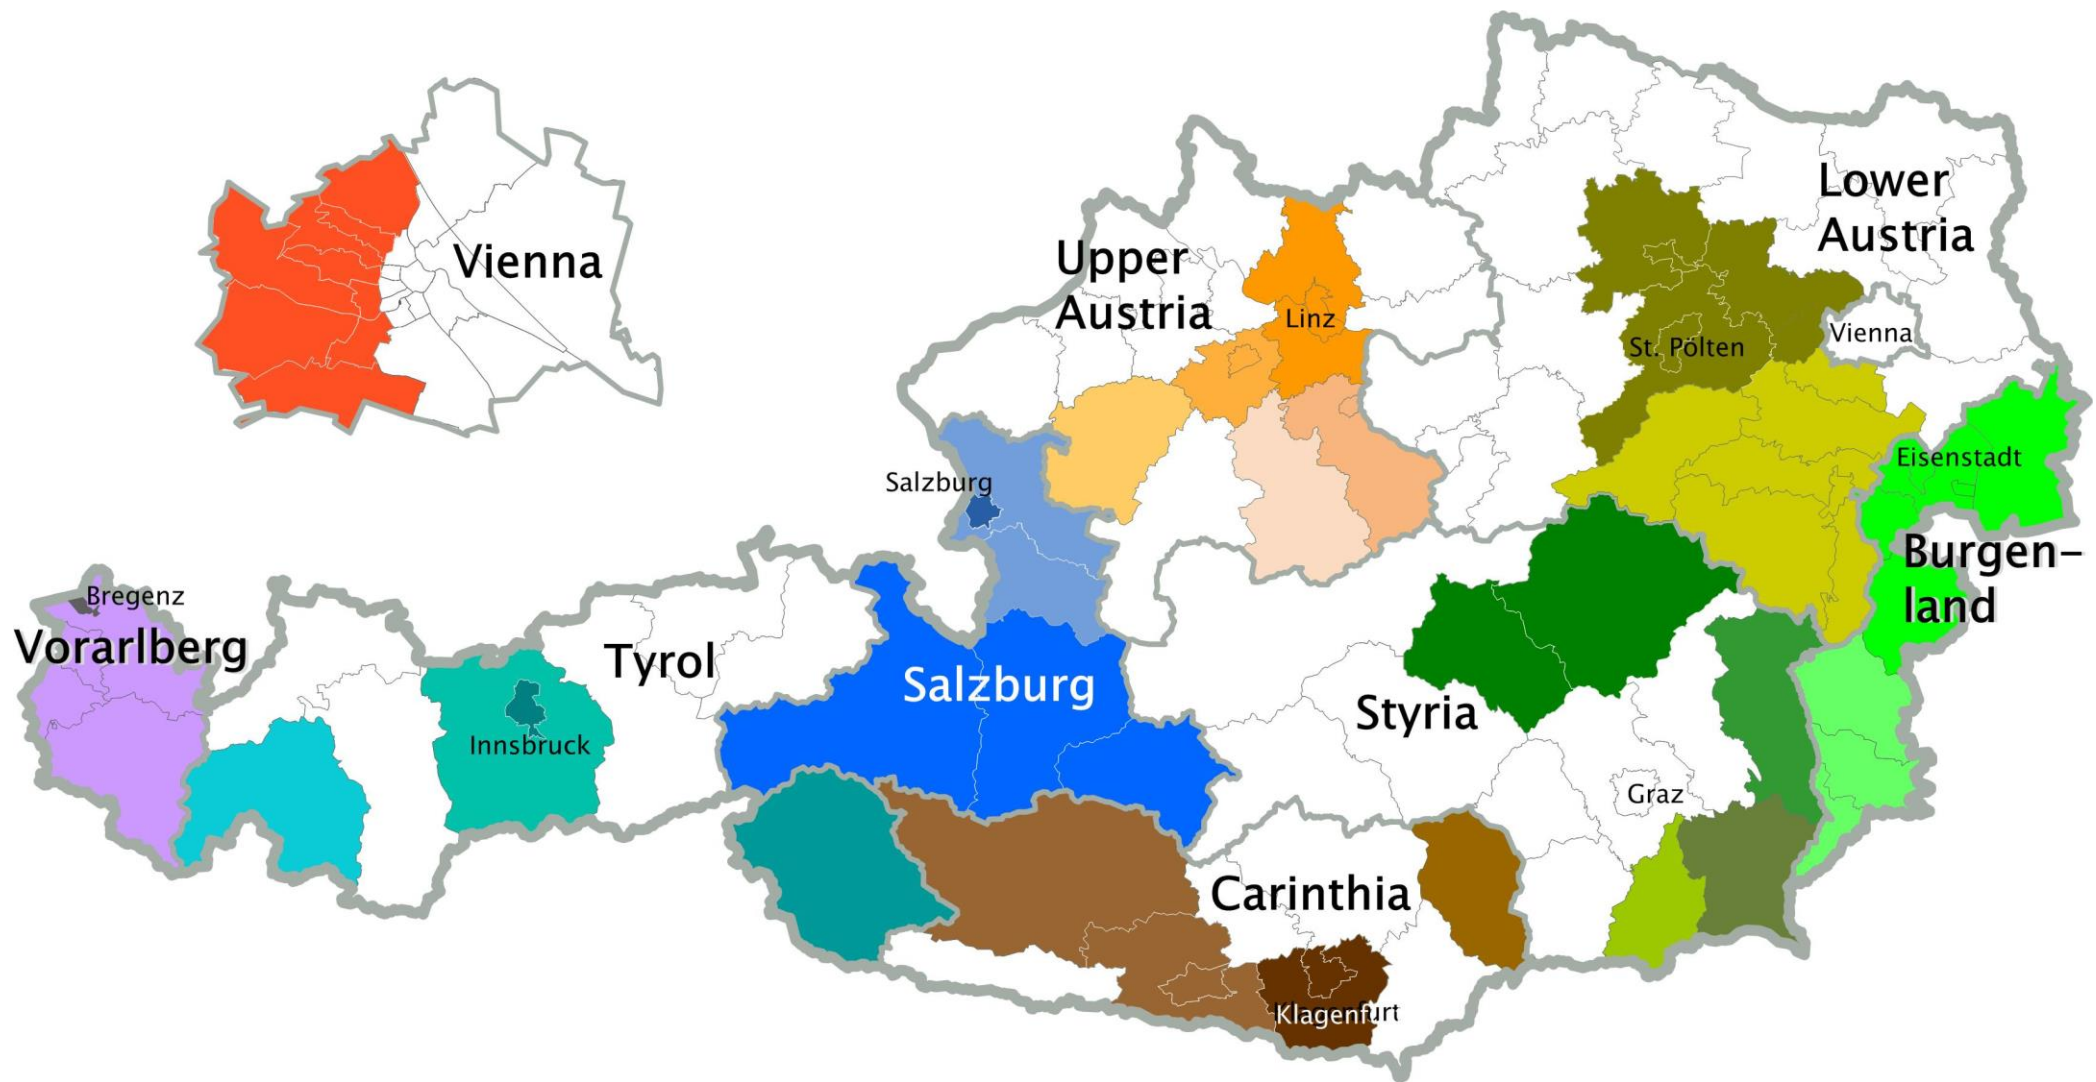 Vienna
Lower
Austria
Upper
Austria
Linz
Vienna
St. Pölten
Eisenstadt
Salzburg
Burgen-
land
Bregenz
Vorarlberg
Tyrol
Salzburg
Styria
Innsbruck
Graz
Carinthia
Klagenfurt